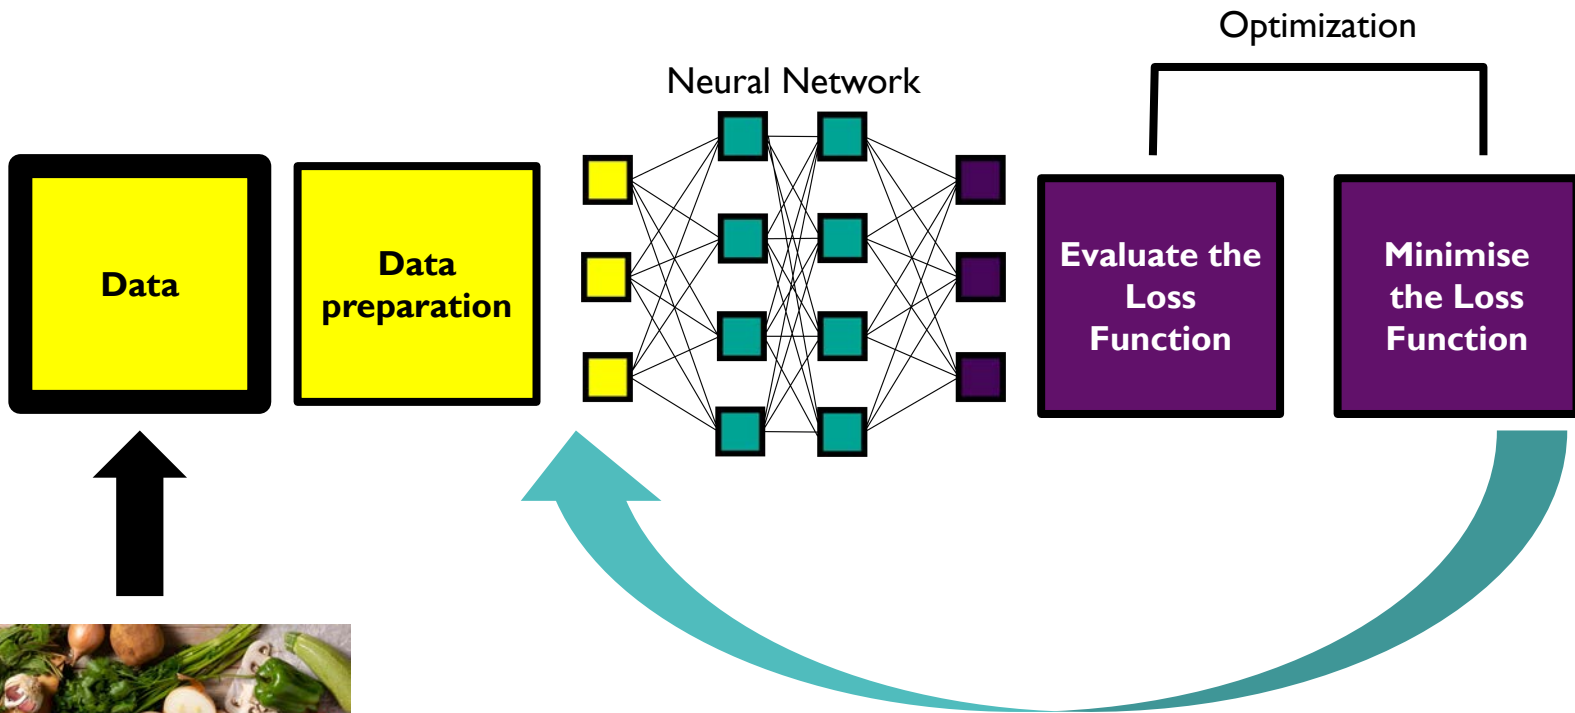 Optimization
Neural Network
Data
Data
preparation
Evaluate the
Loss
Function
Minimise
the Loss
Function